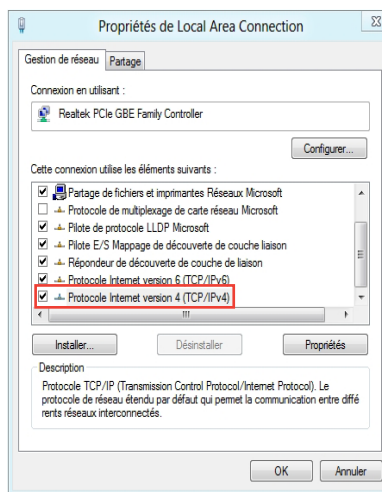 Propriétés de Local Area Connection
Gestion de réseau
Partage
Connexion en utilisant :
Realtek PCIe GBE Family Controller
Configurer...
Cette connexion utilise les éléments suivants :
Partage de fichiers et imprimantes Réseaux Microsoft
Protocole de multiplexage de carte réseau Microsoft
Pilote de protocole LLDP Microsoft
Pilote E/S Mappage de découverte de couche liaison
Répondeur de découverte de couche de liaison
Protocole Internet version 6 (TCP/IPv6)
Protocole Internet version 4 (TCP/IPv4)
Installer...
Désinstaller
Propriétés
Description
Protocole TCP/IP (Transmission Control Protocol/Internet Protocol). Le
protocole de réseau étendu par défaut qui permet la communication entre diffé
rents réseaux interconnectés.
OK
Annuler